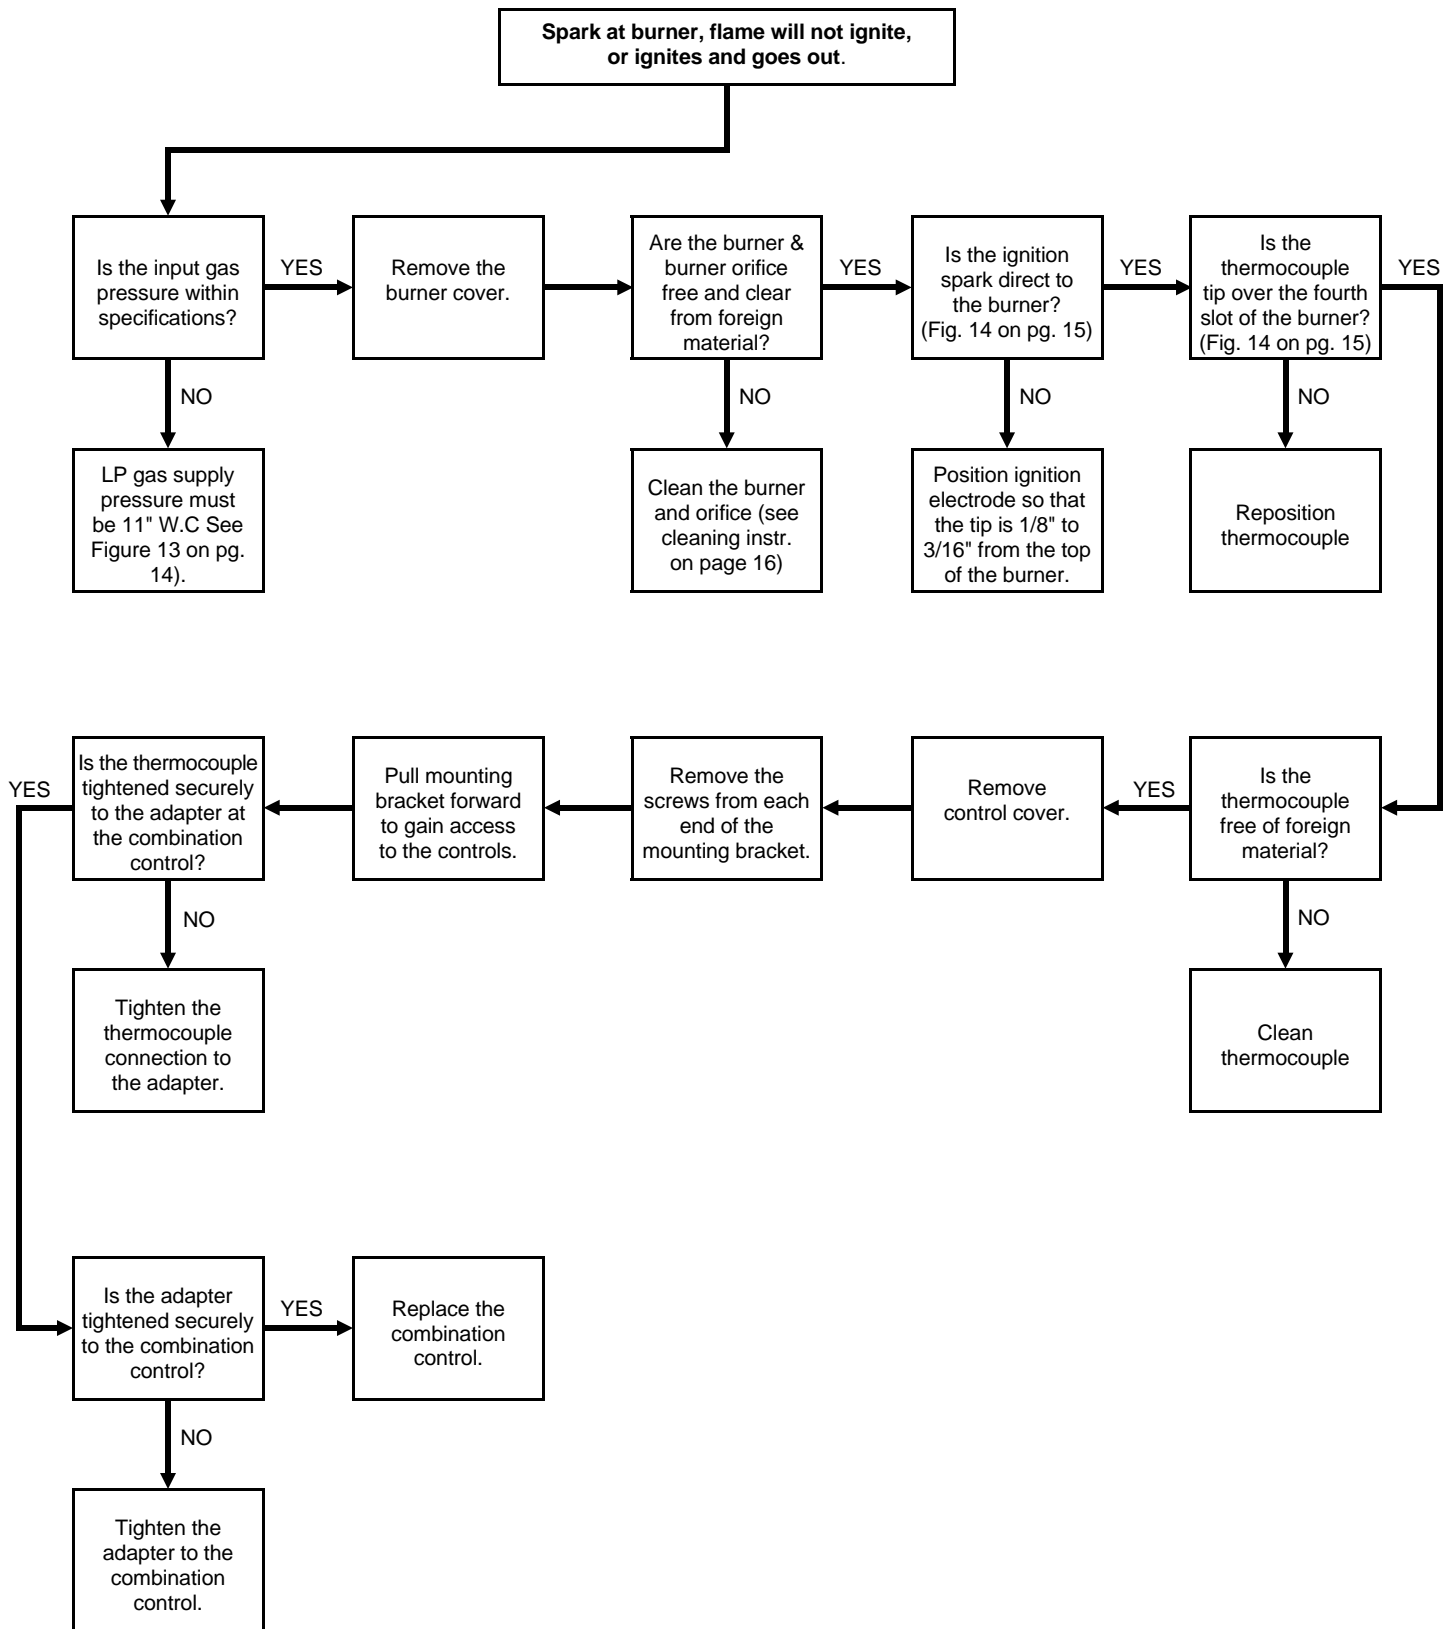 Spark at burner, flame will not ignite,
or ignites and goes out.
Is the input gas
pressure within
specifications?
YES
NO
Remove the
burner cover.
Are the burner &
burner orifice
free and clear
from foreign
material?
YES
NO
Is the ignition
spark direct to
the burner?
(Fig. 14 on pg. 15)
YES
NO
Is the
thermocouple
tip over the fourth
slot of the burner?
(Fig. 14 on pg. 15)
YES
NO
LP gas supply
pressure must
be 11" W.C See
Figure 13 on pg.
14).
Clean the burner
and orifice (see
cleaning instr.
on page 16)
Position ignition
electrode so that
the tip is 1/8" to
3/16" from the top
of the burner.
Reposition
thermocouple
Is the
thermocouple
free of foreign
material?
YES
NO
Clean
thermocouple
Remove
control cover.
Remove the
screws from each
end of the
mounting bracket.
Pull mounting
bracket forward
to gain access
to the controls.
Is the thermocouple
tightened securely
to the adapter at
the combination
control?
YES
NO
Tighten the
thermocouple
connection to
the adapter.
Is the adapter
tightened securely
to the combination
control?
YES
NO
Replace the
combination
control.
Tighten the
adapter to the
combination
control.